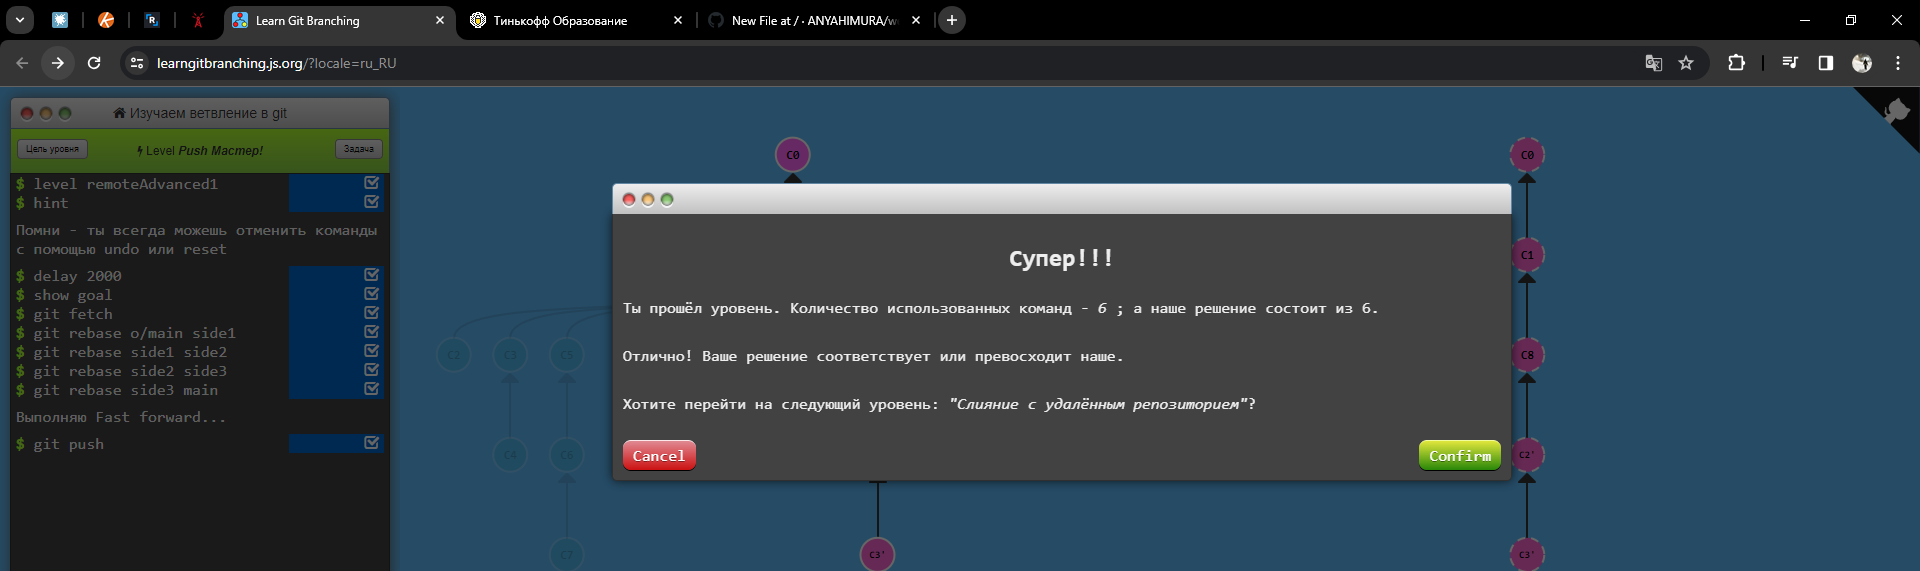 Learn Git Branching
Тинькофф Образование
New File at / · ANYAHIMURA/w
learngitbranching.js.org/?locale=ru_RU
Изучаем ветвление в git
Цель уровня
Level Push Мастер!
Задача
$ level remoteAdvanced1
$ hint
Помни - ты всегда можешь отменить команды
с помощью undo или reset
$ delay 2000
$ show goal
$ git fetch
$ git rebase o/main side1
$ git rebase side1 side2
$ git rebase side2 side3
$ git rebase side3 main
Выполняю Fast forward...
$ git push
C0
C2
C3
C5
C4
C6
C7
C3'
Супер!!!
Ты прошёл уровень. Количество использованных команд - 6 ; а наше решение состоит из 6.
Отлично! Ваше решение соответствует или превосходит наше.
Хотите перейти на следующий уровень: "Слияние с удалённым репозиторием"?
Cancel
Confirm
C0
C1
C8
C2'
C3'